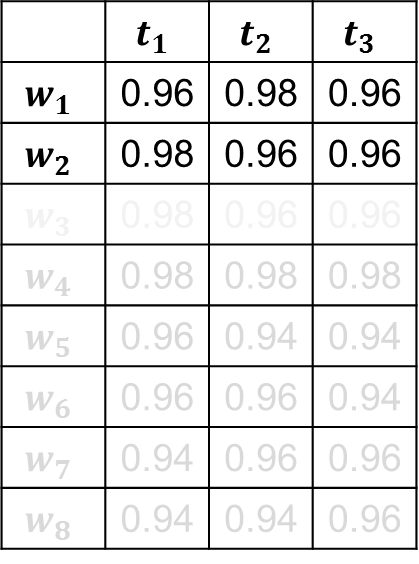 t₁ t₂ t₃
w₁ 0.96 0.98 0.96
w₂ 0.98 0.96 0.96
w₃ 0.98 0.96 0.96
w₄ 0.98 0.98 0.98
w₅ 0.96 0.94 0.94
w₆ 0.96 0.96 0.94
w₇ 0.94 0.96 0.96
w₈ 0.94 0.94 0.96